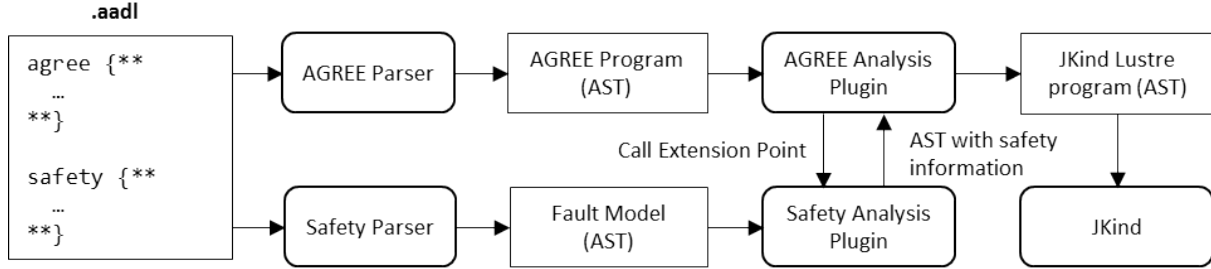 .aadl
agree {**
…
**}
safety {**
…
**}
AGREE Parser
AGREE Program
(AST)
AGREE Analysis
Plugin
JKind Lustre
program (AST)
Call Extension Point
AST with safety
information
Safety Parser
Fault Model
(AST)
Safety Analysis
Plugin
JKind